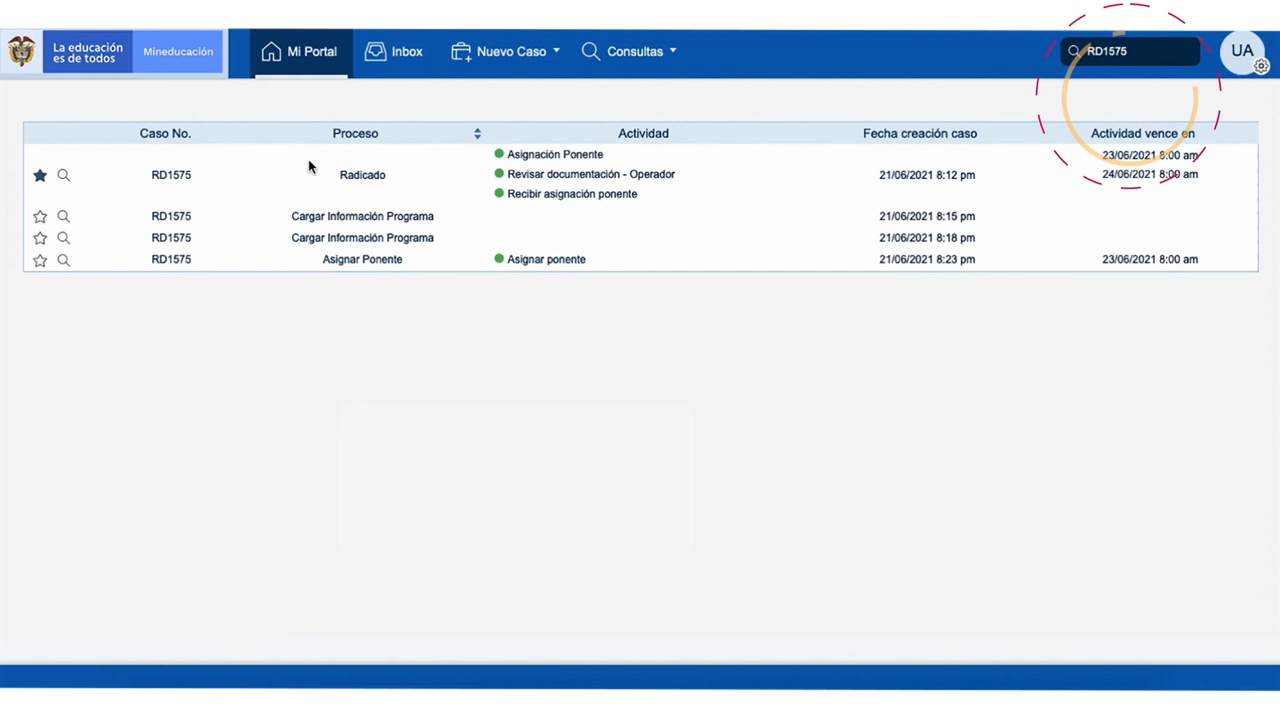 La educación
es de todos
Mineducación
Mi Portal
Inbox
Nuevo Caso
Consultas
RD1575
UA
Caso No. Proceso Actividad Fecha creación caso Actividad vence en
Asignación Ponente 23/06/2021 8:00 am
RD1575 Radicado Revisar documentación - Operador 21/06/2021 8:12 pm 24/06/2021 8:00 am
Recibir asignación ponente
RD1575 Cargar Información Programa 21/06/2021 8:15 pm
RD1575 Cargar Información Programa 21/06/2021 8:18 pm
RD1575 Asignar Ponente Asignar ponente 21/06/2021 8:23 pm 23/06/2021 8:00 am